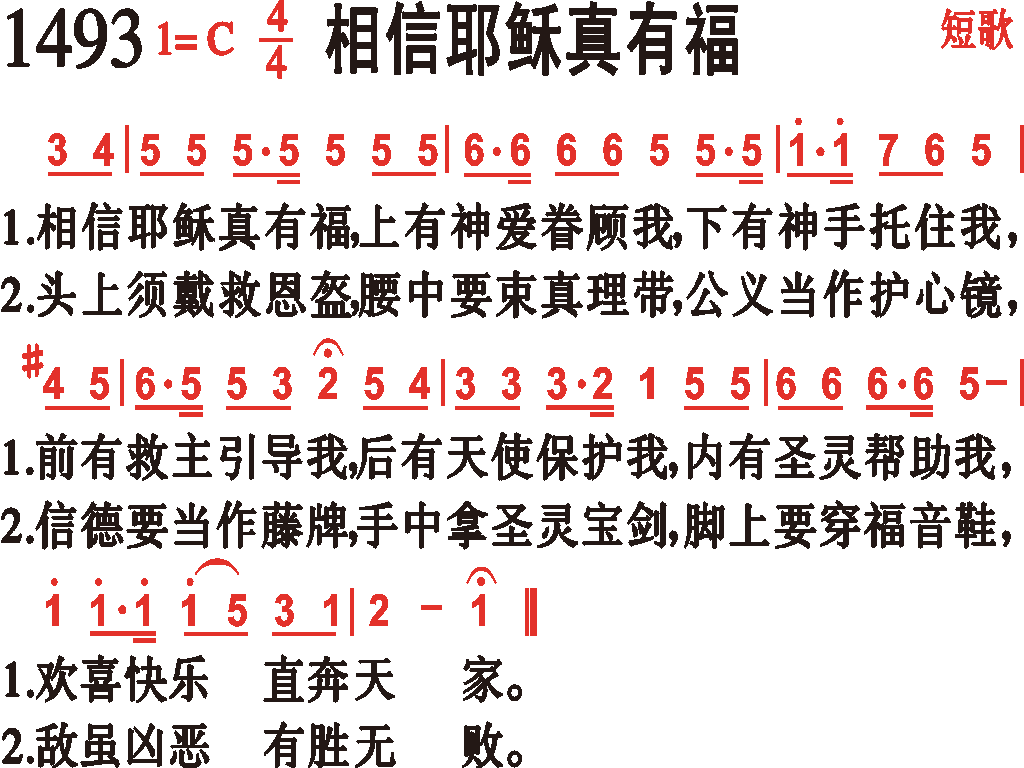 1493 1=C 4/4 相信耶稣真有福 短歌
3 4 | 5 5 5·5 5 5 5 | 6·6 6 6 5 5·5 | i·i 7 6 5 |
1.相信耶稣真有福,上有神爱眷顾我,下有神手托住我,
2.头上须戴救恩盔,腰中要束真理带,公义当作护心镜,
#4 5 | 6·5 5 3 2 5 4 | 3 3 3·2 1 5 5 | 6 6 6·6 5 - |
1.前有救主引导我,后有天使保护我,内有圣灵帮助我,
2.信德要当作藤牌,手中拿圣灵宝剑,脚上要穿福音鞋,
i i·i i 5 3 1 | 2 - i ‖
1.欢喜快乐 直奔天 家。
2.敌虽凶恶 有胜无 败。